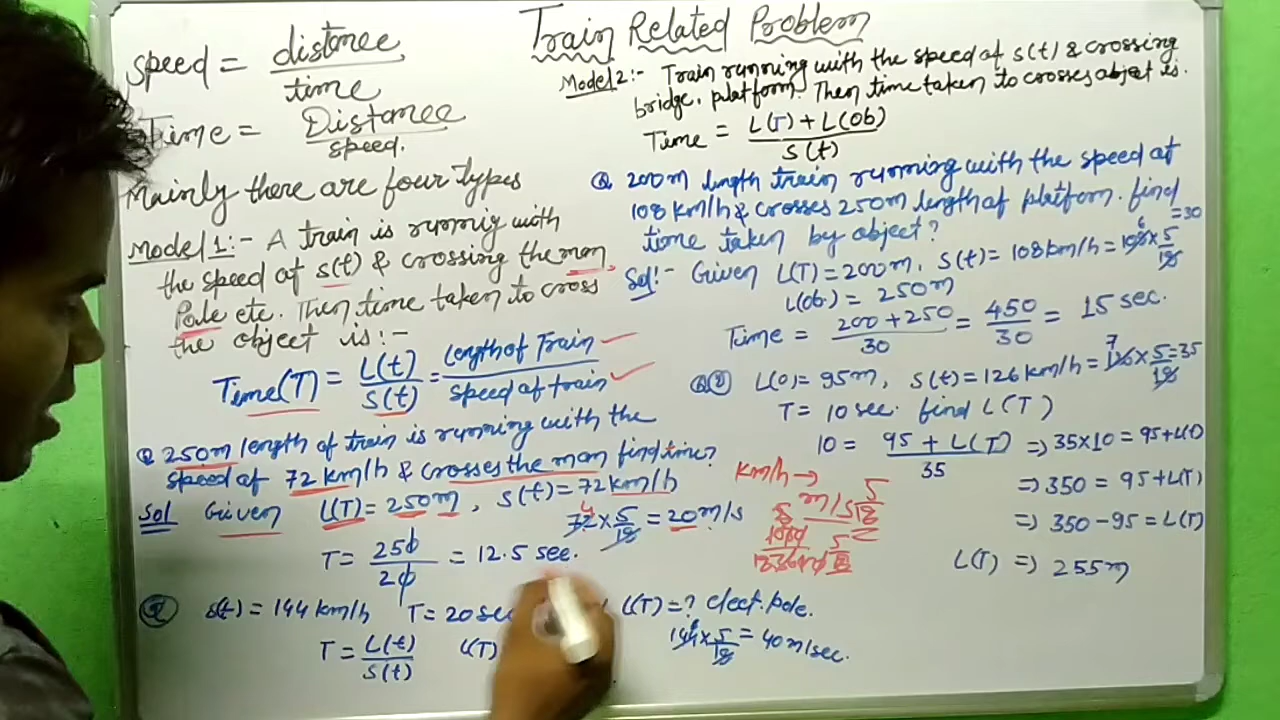 Train Related Problem
speed = distance / time
Time = Distance / speed.
Mainly there are four types
Model 1:- A train is runnig with
the speed of s(t) & crossing the man,
Pole etc. Then time taken to cross
the object is:-
Time(T) = L(t) / s(t) = length of Train / speed of train
Q 250m length of train is running with the
speed of 72 km/h & crosses the man find time?
Sol Given L(T) = 250m, s(t) = 72 km/h
72 × 5/18 = 20 m/s
4
T = 250 / 20 = 12.5 sec.
s(t) = 144 km/h T = 20 sec L(T) = ? elect. pole.
144 × 5/18 = 40 m/sec.
T = L(t) / s(t) L(T)
Model 2:- Train running with the speed of s(t) & crossing
bridge, platform. Then time taken to crosses object is.
Time = L(T) + L(Ob) / s(t)
Q 200m length train running with the speed at
108 km/h & crosses 250m length of platform. find
time taken by object?
Sol:- Given L(T) = 200m, s(t) = 108 km/h = 108 × 5/18 = 30
6
L(Ob.) = 250m
Time = 200 + 250 / 30 = 450 / 30 = 15 sec.
Q(2) L(O) = 95m, s(t) = 126 km/h = 126 × 5/18 = 35
7
T = 10 sec. find L(T)
10 = 95 + L(T) / 35 ⇒ 35×10 = 95+L(T)
⇒ 350 = 95 + L(T)
⇒ 350 - 95 = L(T)
L(T) ⇒ 255m
km/h →
m/s
5/18